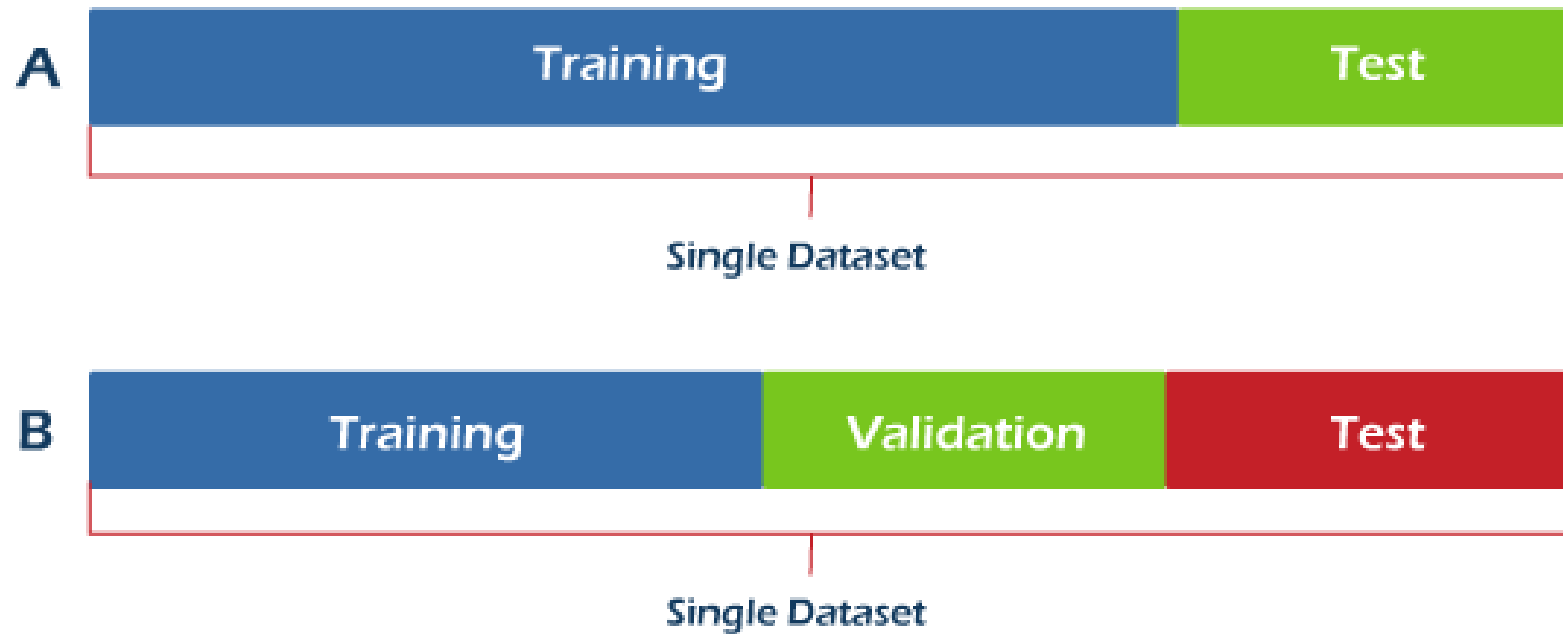 A Training Test
Single Dataset
B Training Validation Test
Single Dataset